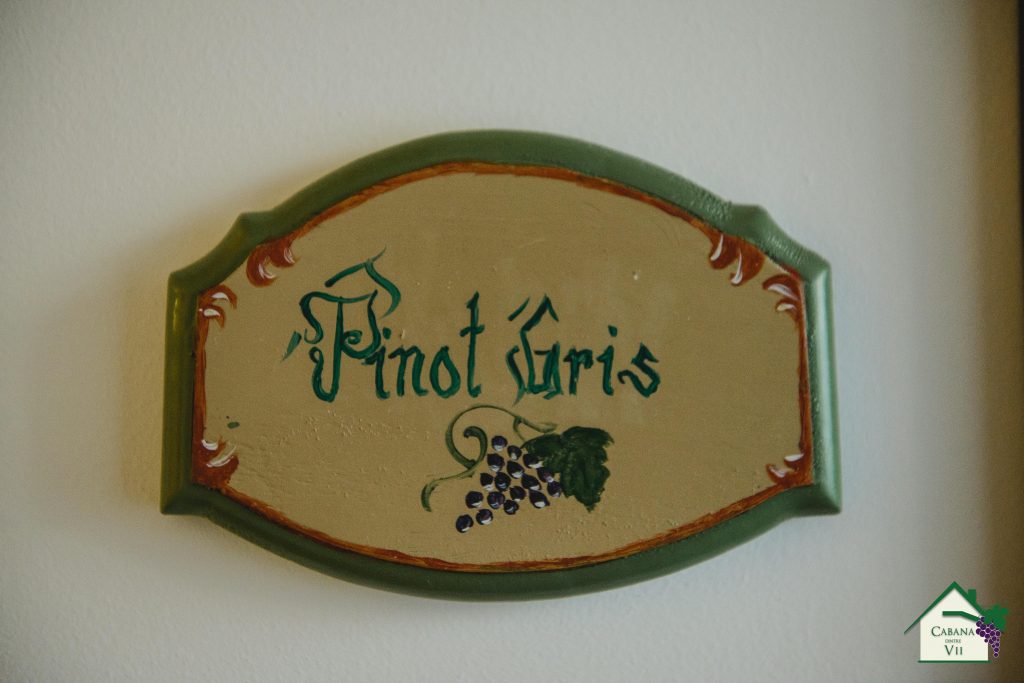 Pinot Gris
CABANA
DINTRE
VII